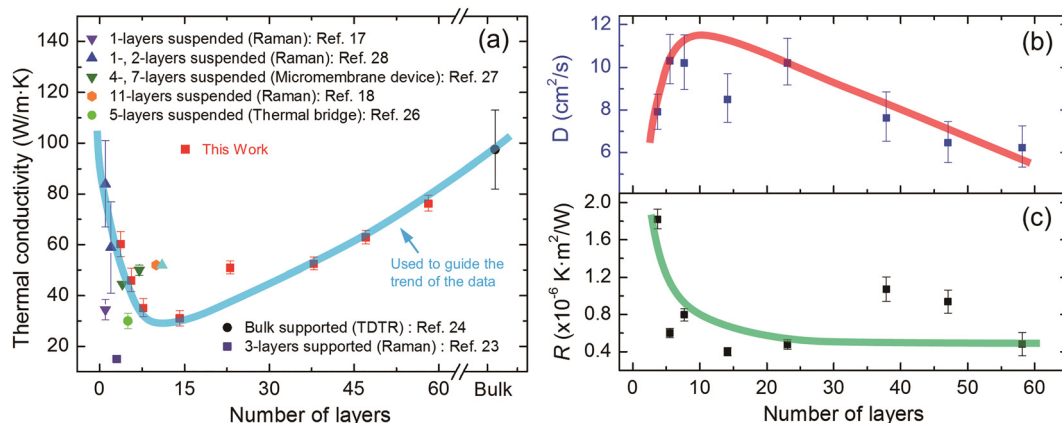 (a)
1-layers suspended (Raman): Ref. 17
1-, 2-layers suspended (Raman): Ref. 28
4-, 7-layers suspended (Micromembrane device): Ref. 27
11-layers suspended (Raman): Ref. 18
5-layers suspended (Thermal bridge): Ref. 26
This Work
Used to guide the
trend of the data
Bulk supported (TDTR) : Ref. 24
3-layers supported (Raman) : Ref. 23
Thermal conductivity (W/m·K)
140
120
100
80
60
40
20
0 15 30 45 60 Bulk
Number of layers
(b)
D (cm²/s)
12
10
8
6
(c)
R (x10⁻⁶ K·m²/W)
2.0
1.6
1.2
0.8
0.4
0 10 20 30 40 50 60
Number of layers